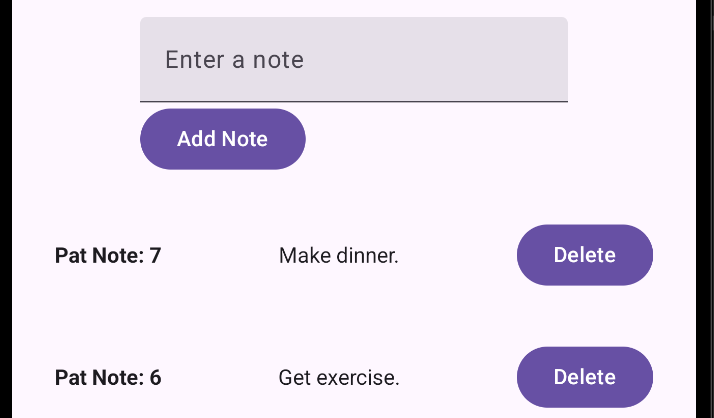 Enter a note
Add Note
Pat Note: 7 Make dinner. Delete
Pat Note: 6 Get exercise. Delete